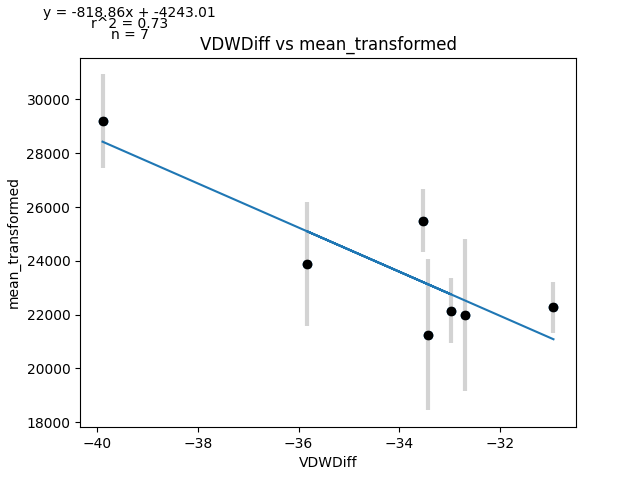 y = -818.86x + -4243.01
r^2 = 0.73
n = 7
VDWDiff vs mean_transformed
30000
28000
26000
24000
22000
20000
18000
mean_transformed
−40
−38
−36
−34
−32
VDWDiff